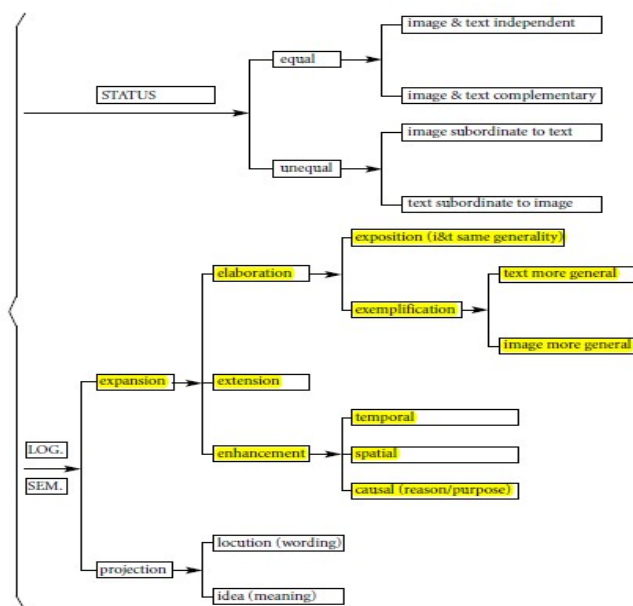 image & text independent
equal
STATUS
image & text complementary
image subordinate to text
unequal
text subordinate to image
exposition (i&t same generality)
elaboration
text more general
exemplification
image more general
expansion
extension
temporal
LOG.
enhancement
spatial
SEM.
causal (reason/purpose)
locution (wording)
projection
idea (meaning)